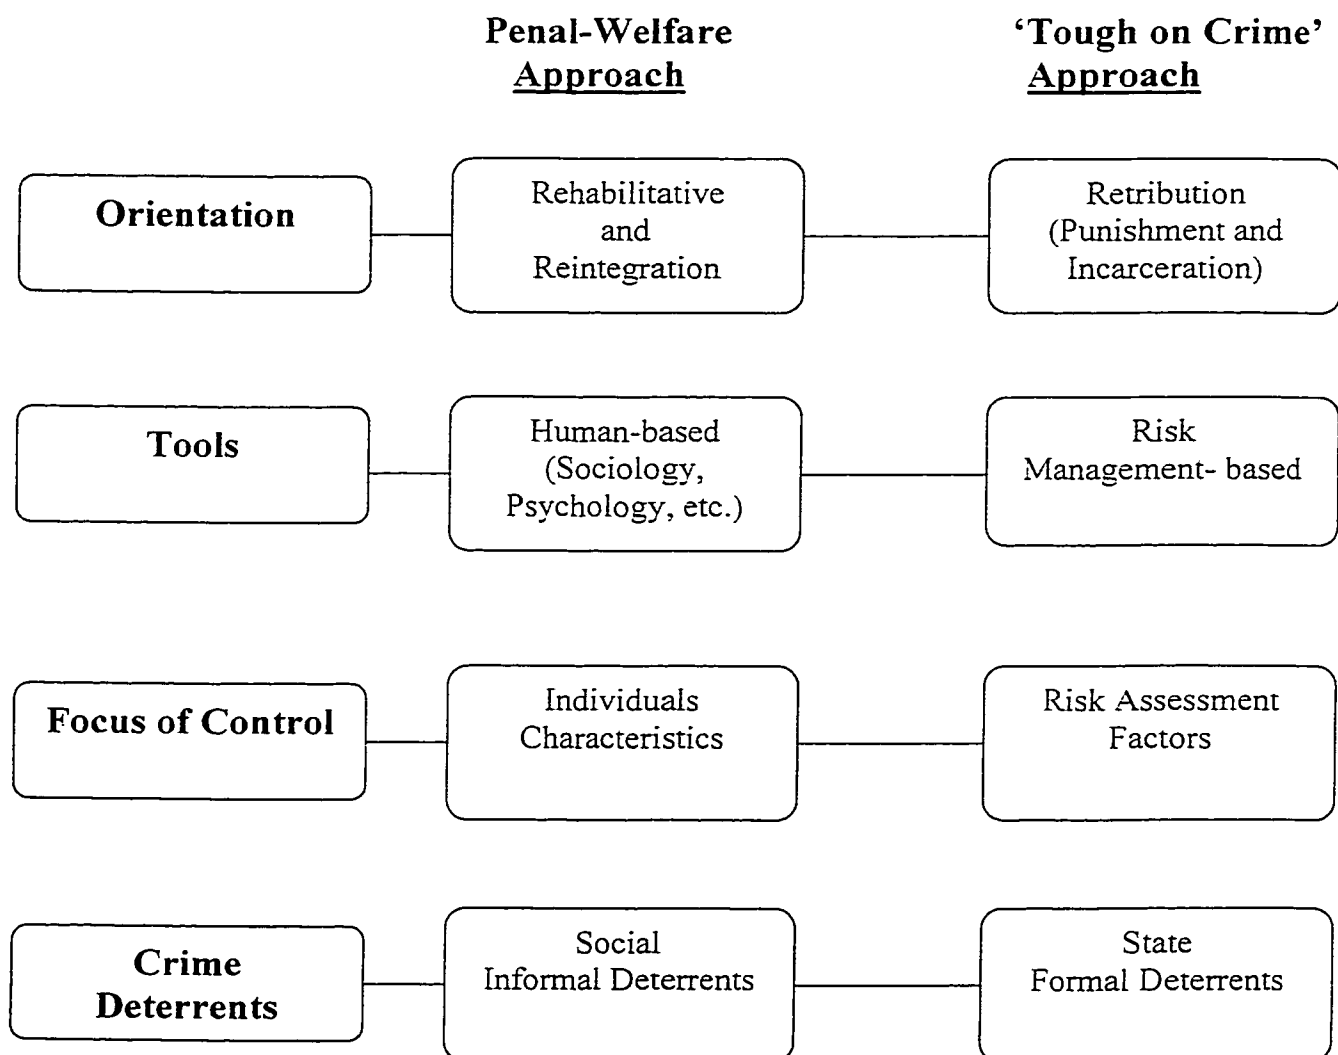 Penal-Welfare
Approach
‘Tough on Crime’
Approach
Orientation
Rehabilitative
and
Reintegration
Retribution
(Punishment and
Incarceration)
Tools
Human-based
(Sociology,
Psychology, etc.)
Risk
Management- based
Focus of Control
Individuals
Characteristics
Risk Assessment
Factors
Crime
Deterrents
Social
Informal Deterrents
State
Formal Deterrents